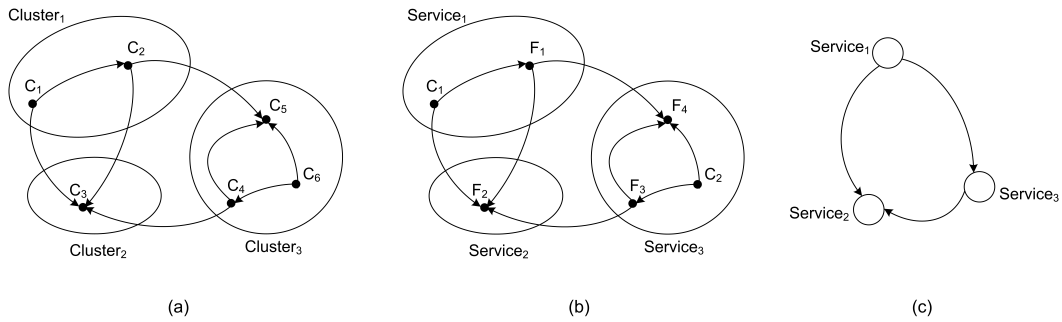 Cluster₁
C₂
C₁
C₅
C₃
C₄
C₆
Cluster₂
Cluster₃
(a)
Service₁
F₁
C₁
F₄
F₂
F₃
C₂
Service₂
Service₃
(b)
Service₁
Service₂
Service₃
(c)